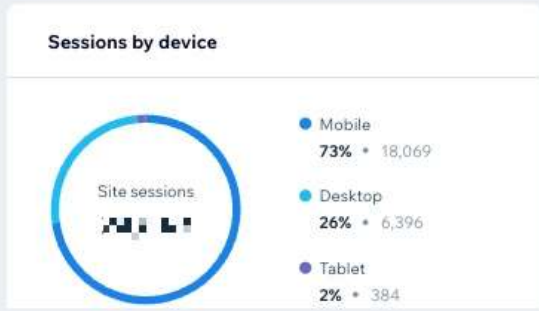 Sessions by device
Site sessions
Mobile
73% • 18,069
Desktop
26% • 6,396
Tablet
2% • 384